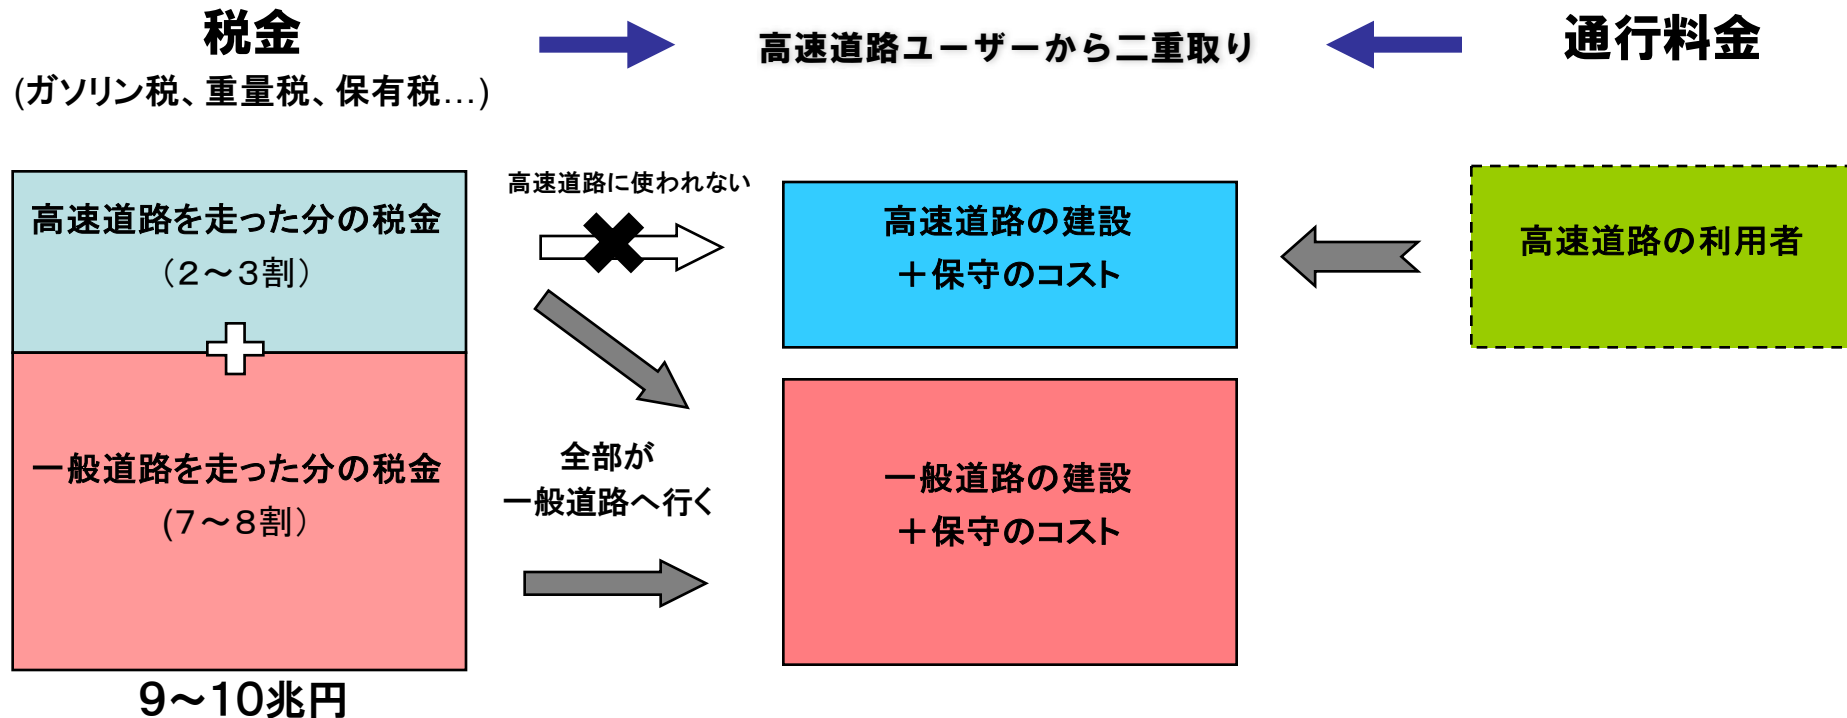 税金
(ガソリン税、重量税、保有税…)
高速道路ユーザーから二重取り
通行料金
高速道路を走った分の税金
（２～３割）
高速道路に使われない
高速道路の建設
＋保守のコスト
高速道路の利用者
一般道路を走った分の税金
(７～８割）
全部が
一般道路へ行く
一般道路の建設
＋保守のコスト
９～１０兆円